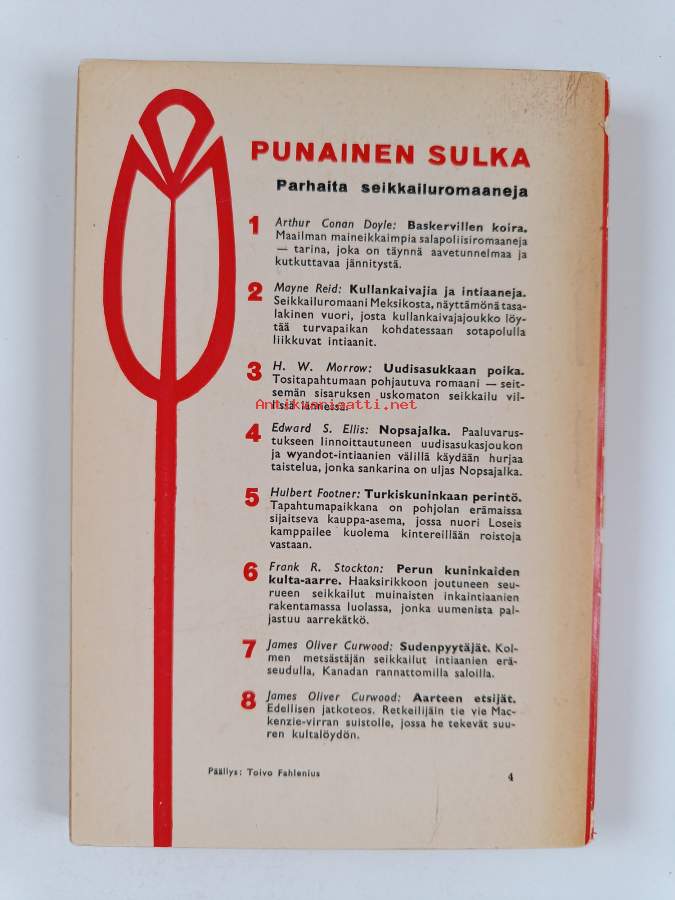 PUNAINEN SULKA
Parhaita seikkailuromaaneja
1 Arthur Conan Doyle: Baskervillen koira.
Maailman maineikkaimpia salapoliisiromaaneja
— tarina, joka on täynnä aavetunnelmaa ja
kutkuttavaa jännitystä.
2 Mayne Reid: Kullankaivajia ja intiaaneja.
Seikkailuromaani Meksikosta, näyttämönä tasa-
lakinen vuori, josta kullankaivajajoukko löy-
tää turvapaikan kohdatessaan sotapolulla
liikkuvat intiaanit.
3 H. W. Morrow: Uudisasukkaan poika.
Tositapahtumaan pohjautuva romaani — seit-
semän sisaruksen uskomaton seikkailu vil-
lissä lännessä.
Antikvariaatti.net
4 Edward S. Ellis: Nopsajalka. Paaluvarus-
tukseen linnoittautuneen uudisasukasjoukon
ja wyandot-intiaanien välillä käydään hurjaa
taistelua, jonka sankarina on uljas Nopsajalka.
5 Hulbert Footner: Turkiskuninkaan perintö.
Tapahtumapaikkana on pohjolan erämaissa
sijaitseva kauppa-asema, jossa nuori Loseis
kamppailee kuolema kintereillään roistoja
vastaan.
6 Frank R. Stockton: Perun kuninkaiden
kulta-aarre. Haaksirikkoon joutuneen seu-
rueen seikkailut muinaisten inkaintiaanien
rakentamassa luolassa, jonka uumenista pal-
jastuu aarrekätkö.
7 James Oliver Curwood: Sudenpyytäjät. Kol-
men metsästäjän seikkailut intiaanien erä-
seudulla, Kanadan rannattomilla saloilla.
8 James Oliver Curwood: Aarteen etsijät.
Edellisen jatkoteos. Retkeilijäin tie vie Mac-
kenzie-virran suistolle, jossa he tekevät suu-
ren kultalöydön.
Päällys: Toivo Fahlenius 4